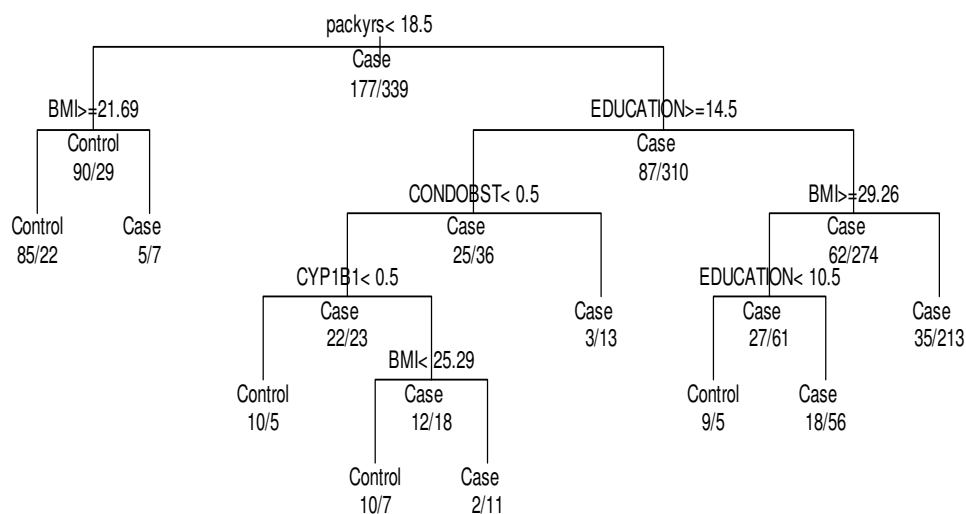 packyrs< 18.5
Case
177/339
BMI>=21.69
Control
90/29
EDUCATION>=14.5
Case
87/310
Control
85/22
Case
5/7
CONDOBST< 0.5
Case
25/36
BMI>=29.26
Case
62/274
CYP1B1< 0.5
Case
22/23
Case
3/13
EDUCATION< 10.5
Case
27/61
Case
35/213
Control
10/5
BMI< 25.29
Case
12/18
Control
9/5
Case
18/56
Control
10/7
Case
2/11